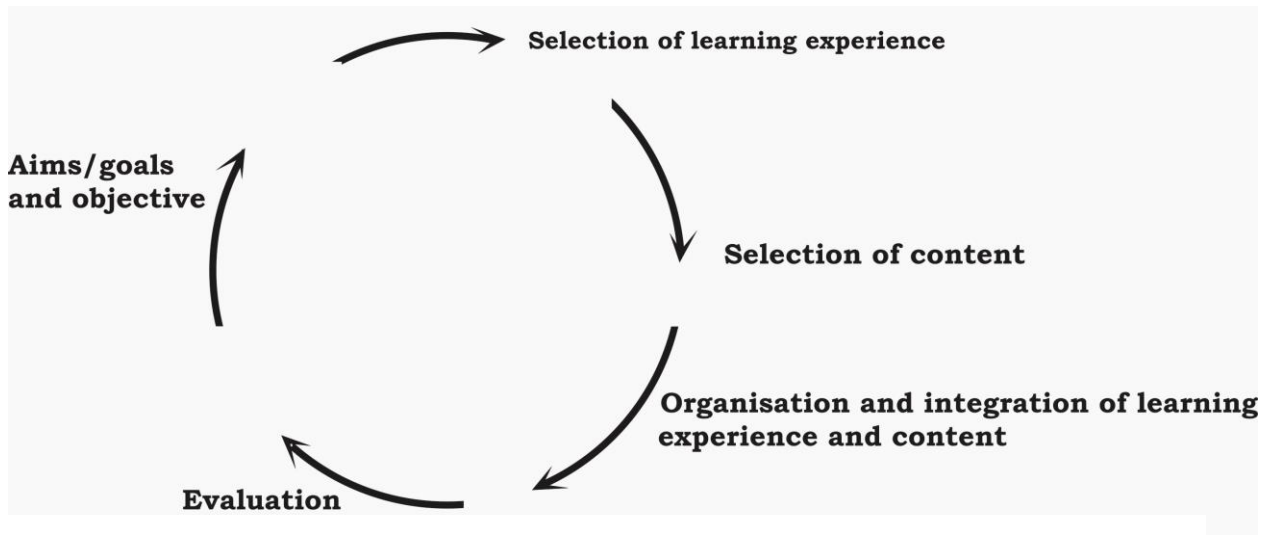 Selection of learning experience
Aims/goals
and objective
Selection of content
Organisation and integration of learning
experience and content
Evaluation